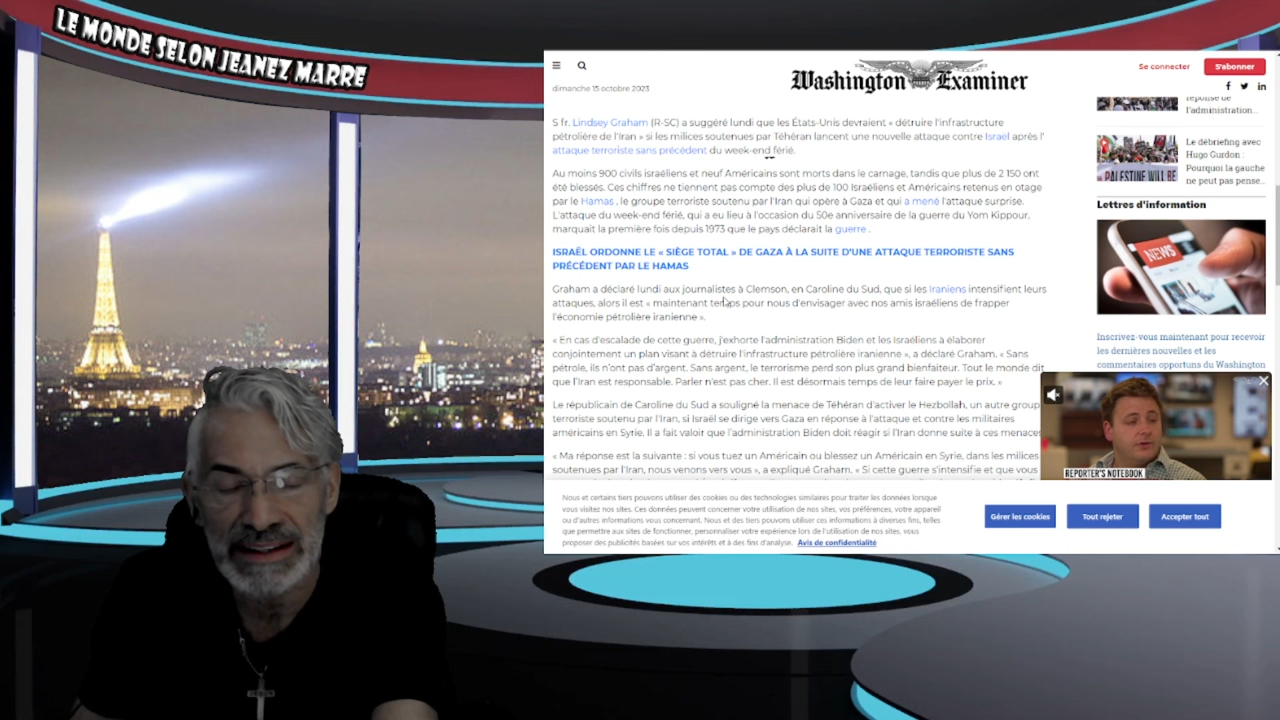 LE MONDE SELON JEANEZ MARRE
Washington Examiner
Se connecter
S'abonner
dimanche 15 octobre 2023
S fr. Lindsey Graham (R-SC) a suggéré lundi que les États-Unis devraient « détruire l'infrastructure
pétrolière de l'Iran » si les milices soutenues par Téhéran lancent une nouvelle attaque contre Israël après l'
attaque terroriste sans précédent du week-end férié.
Au moins 900 civils israéliens et neuf Américains sont morts dans le carnage, tandis que plus de 2 150 ont
été blessés. Ces chiffres ne tiennent pas compte des plus de 100 Israéliens et Américains retenus en otage
par le Hamas , le groupe terroriste soutenu par l'Iran qui opère à Gaza et qui a mené l'attaque surprise.
L'attaque du week-end férié, qui a eu lieu à l'occasion du 50e anniversaire de la guerre du Yom Kippour,
marquait la première fois depuis 1973 que le pays déclarait la guerre .
ISRAËL ORDONNE LE « SIÈGE TOTAL » DE GAZA À LA SUITE D'UNE ATTAQUE TERRORISTE SANS
PRÉCÉDENT PAR LE HAMAS
Graham a déclaré lundi aux journalistes à Clemson, en Caroline du Sud, que si les Iraniens intensifient leurs
attaques, alors il est « maintenant temps pour nous d'envisager avec nos amis israéliens de frapper
l'économie pétrolière iranienne ».
« En cas d'escalade de cette guerre, j'exhorte l'administration Biden et les Israéliens à élaborer
conjointement un plan visant à détruire l'infrastructure pétrolière iranienne », a déclaré Graham. « Sans
pétrole, ils n'ont pas d'argent. Sans argent, le terrorisme perd son plus grand bienfaiteur. Tout le monde dit
que l'Iran est responsable. Parler n'est pas cher. Il est désormais temps de leur faire payer le prix. »
Le républicain de Caroline du Sud a souligné la menace de Téhéran d'activer le Hezbollah, un autre groupe
terroriste soutenu par l'Iran, si Israël se dirige vers Gaza en réponse à l'attaque et contre les militaires
américains en Syrie. Il a fait valoir que l'administration Biden doit réagir si l'Iran donne suite à ces menaces
« Ma réponse est la suivante : si vous tuez un Américain ou blessez un Américain en Syrie, dans les milices
soutenues par l'Iran, nous venons vers vous », a expliqué Graham. « Si cette guerre s'intensifie et que vous
réponse de
l'administration...
Le débriefing avec
Hugo Gurdon :
Pourquoi la gauche
ne peut pas pense...
PALESTINE WILL BE
Lettres d'information
NEWS
Inscrivez-vous maintenant pour recevoir
les dernières nouvelles et les
commentaires opportuns du Washington
REPORTER'S NOTEBOOK
Nous et certains tiers pouvons utiliser des cookies ou des technologies similaires pour traiter les données lorsque
vous visitez nos sites. Ces données peuvent concerner votre utilisation de nos sites, vos préférences, votre appareil
ou d'autres informations vous concernant. Nous et des tiers pouvons utiliser ces informations à diverses fins, telles
que permettre aux sites de fonctionner, personnaliser votre expérience lors de l'utilisation de nos sites, vous
proposer des publicités basées sur vos intérêts et à des fins d'analyse. Avis de confidentialité
Gérer les cookies
Tout rejeter
Accepter tout